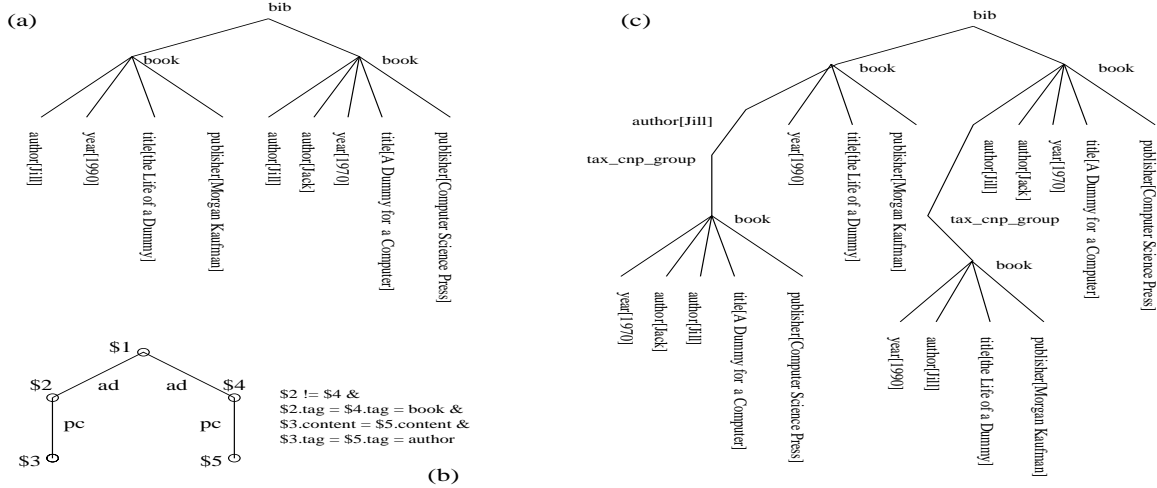 (a)
bib
book
book
author[Jill]
year[1990]
title[the Life of a Dummy]
publisher[Morgan Kaufman]
author[Jill]
author[Jack]
year[1970]
title[A Dummy for a Computer]
publisher[Computer Science Press]
$1
$2
ad
ad
$4
pc
pc
$3
$5
$2 != $4 &
$2.tag = $4.tag = book &
$3.content = $5.content &
$3.tag = $5.tag = author
(b)
(c)
bib
book
book
author[Jill]
tax_cnp_group
year[1990]
title[the Life of a Dummy]
publisher[Morgan Kaufman]
book
year[1970]
author[Jack]
author[Jill]
title[A Dummy for a Computer]
publisher[Computer Science Press]
author[Jill]
author[Jack]
year[1970]
title[A Dummy for a Computer]
publisher[Computer Science Press]
tax_cnp_group
book
year[1990]
author[Jill]
title[the Life of a Dummy]
publisher[Morgan Kaufman]